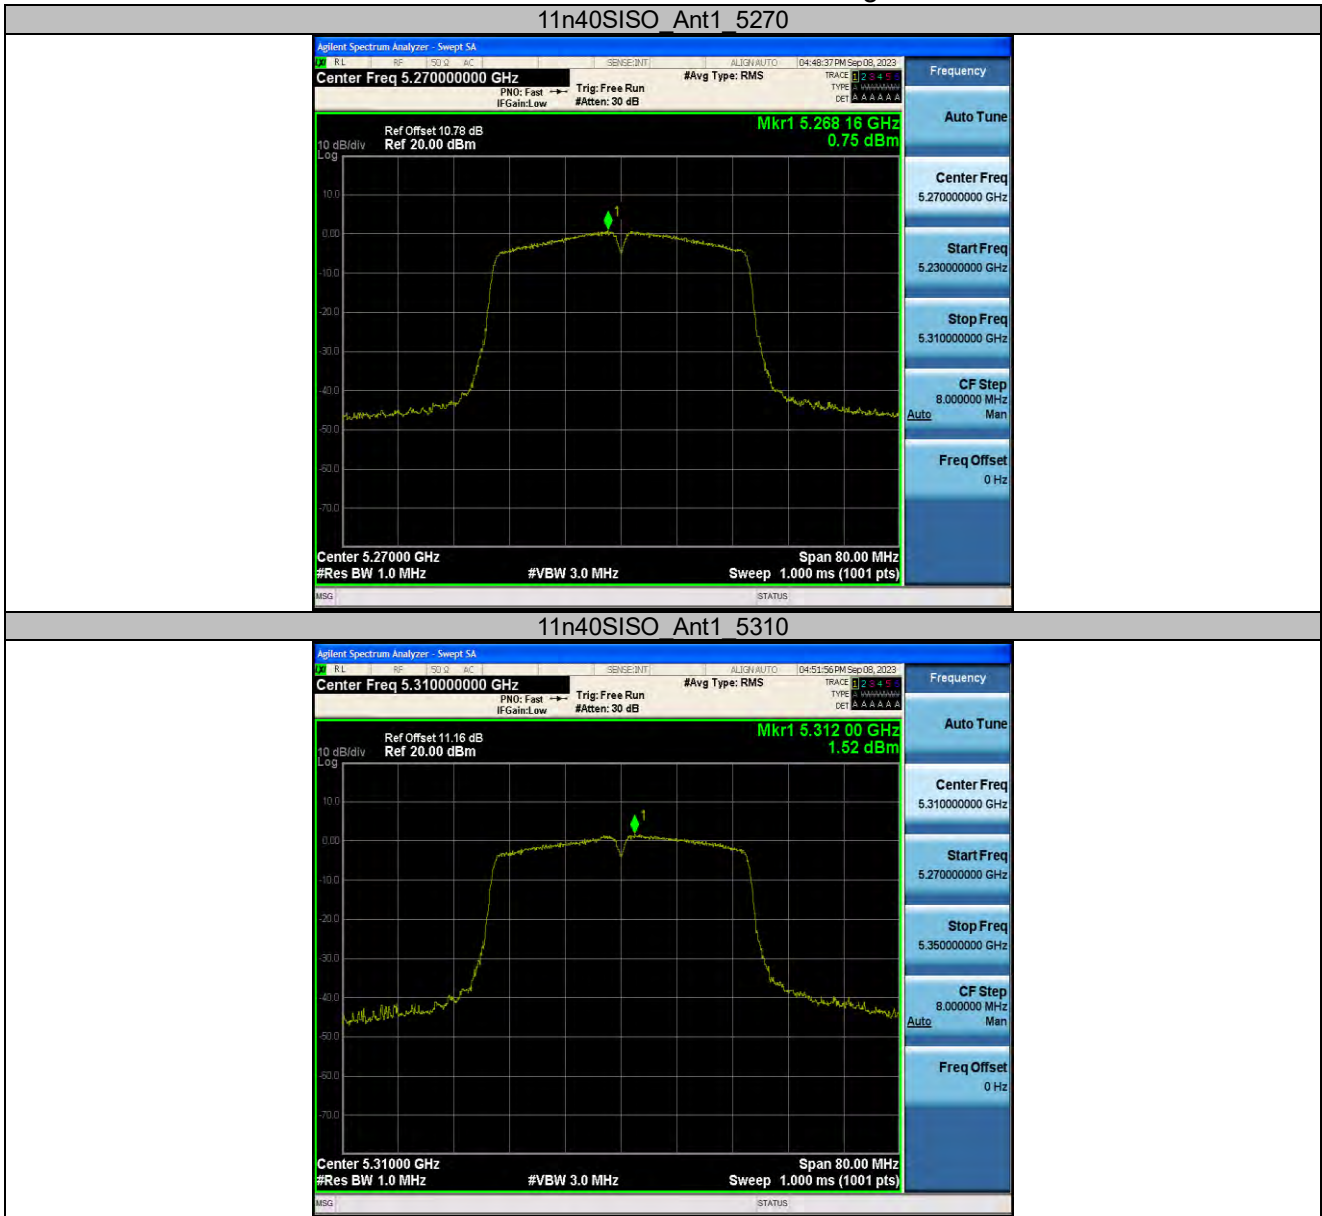 11n40SISO_Ant1_5270
Agilent Spectrum Analyzer - Swept SA
RL RF 50 Ω AC SENSE:INT ALIGN AUTO 04:48:37 PM Sep 08, 2023
Center Freq 5.270000000 GHz #Avg Type: RMS TRACE 1 2 3 4 5 6
PNO: Fast Trig: Free Run TYPE A WWWWW
IFGain:Low #Atten: 30 dB DET A A A A A A
Frequency
Auto Tune
Mkr1 5.268 16 GHz
0.75 dBm
Ref Offset 10.78 dB
10 dB/div Ref 20.00 dBm
Log
10.0
0.00
-10.0
-20.0
-30.0
-40.0
-50.0
-60.0
-70.0
1
Center Freq
5.270000000 GHz
Start Freq
5.230000000 GHz
Stop Freq
5.310000000 GHz
CF Step
8.000000 MHz
Auto Man
Freq Offset
0 Hz
Center 5.27000 GHz Span 80.00 MHz
#Res BW 1.0 MHz #VBW 3.0 MHz Sweep 1.000 ms (1001 pts)
MSG STATUS
11n40SISO_Ant1_5310
Agilent Spectrum Analyzer - Swept SA
RL RF 50 Ω AC SENSE:INT ALIGN AUTO 04:51:56 PM Sep 08, 2023
Center Freq 5.310000000 GHz #Avg Type: RMS TRACE 1 2 3 4 5 6
PNO: Fast Trig: Free Run TYPE A WWWWW
IFGain:Low #Atten: 30 dB DET A A A A A A
Frequency
Auto Tune
Mkr1 5.312 00 GHz
1.52 dBm
Ref Offset 11.16 dB
10 dB/div Ref 20.00 dBm
Log
10.0
0.00
-10.0
-20.0
-30.0
-40.0
-50.0
-60.0
-70.0
1
Center Freq
5.310000000 GHz
Start Freq
5.270000000 GHz
Stop Freq
5.350000000 GHz
CF Step
8.000000 MHz
Auto Man
Freq Offset
0 Hz
Center 5.31000 GHz Span 80.00 MHz
#Res BW 1.0 MHz #VBW 3.0 MHz Sweep 1.000 ms (1001 pts)
MSG STATUS